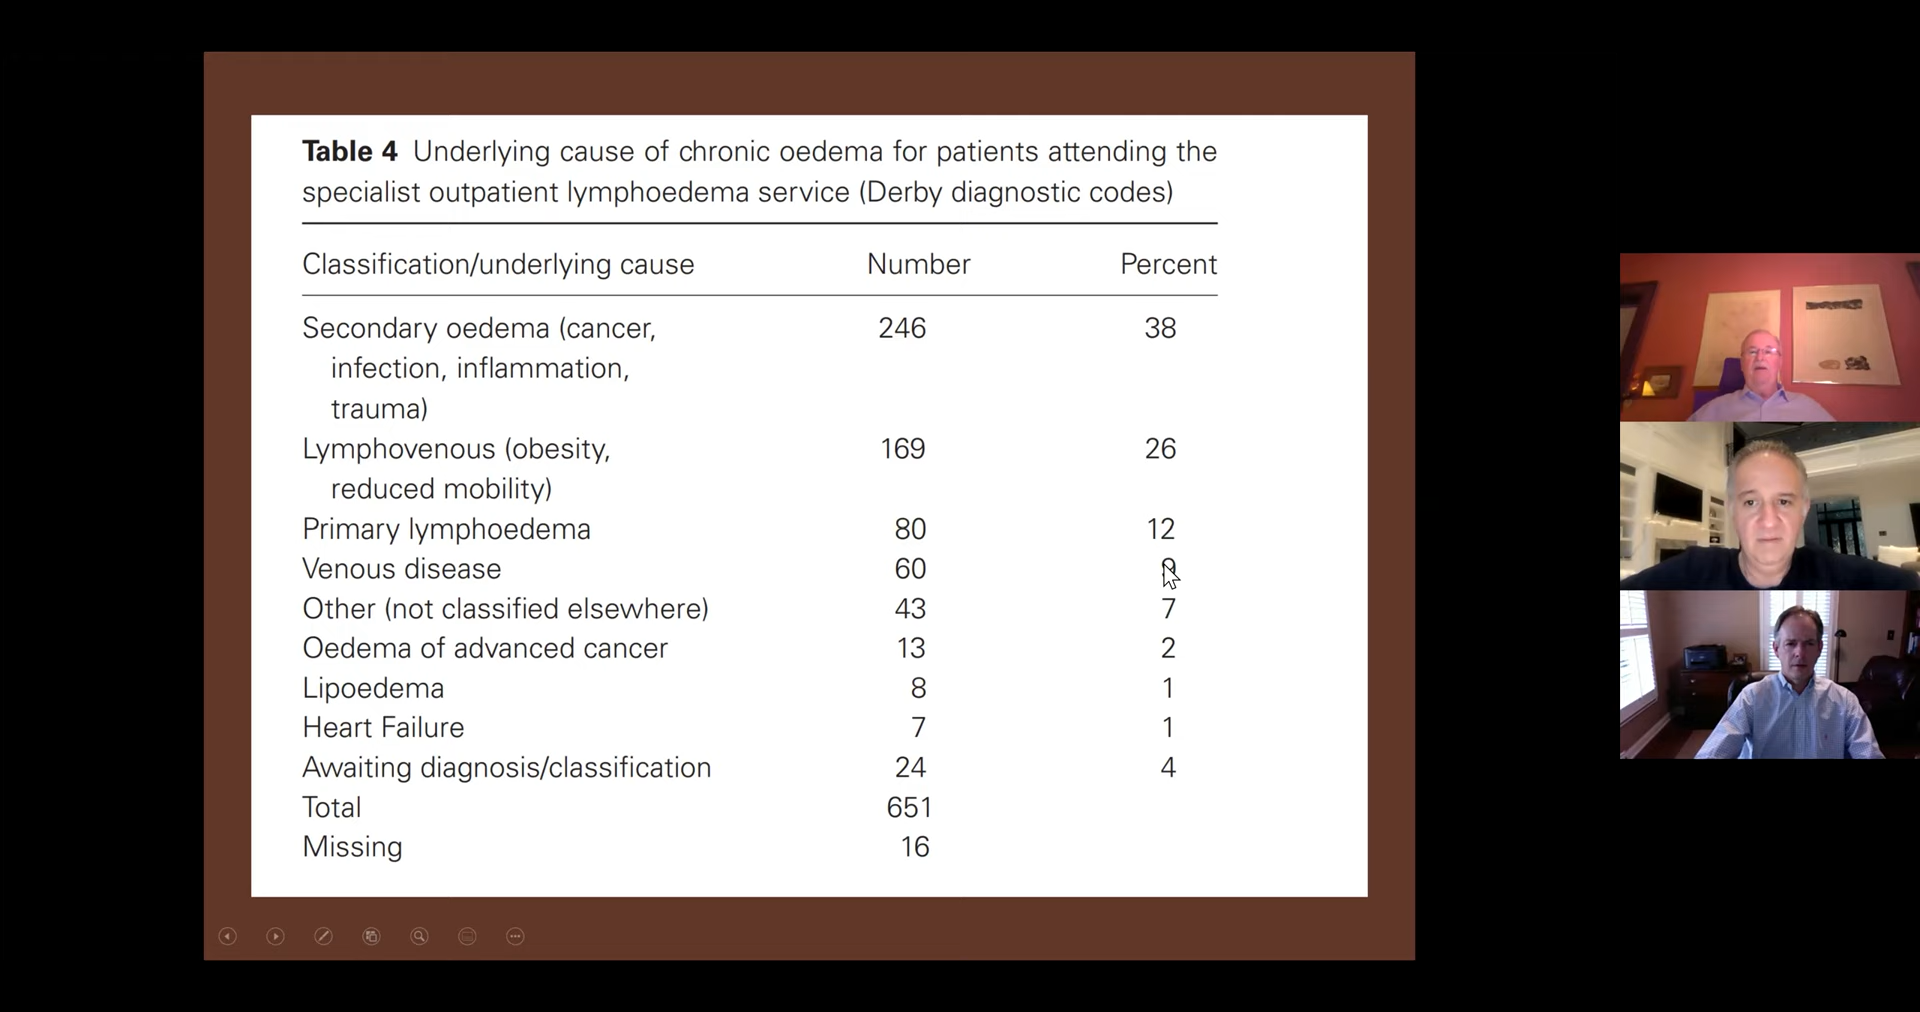 Table 4 Underlying cause of chronic oedema for patients attending the
specialist outpatient lymphoedema service (Derby diagnostic codes)
Classification/underlying cause Number Percent
Secondary oedema (cancer, 246 38
infection, inflammation,
trauma)
Lymphovenous (obesity, 169 26
reduced mobility)
Primary lymphoedema 80 12
Venous disease 60
Other (not classified elsewhere) 43 7
Oedema of advanced cancer 13 2
Lipoedema 8 1
Heart Failure 7 1
Awaiting diagnosis/classification 24 4
Total 651
Missing 16